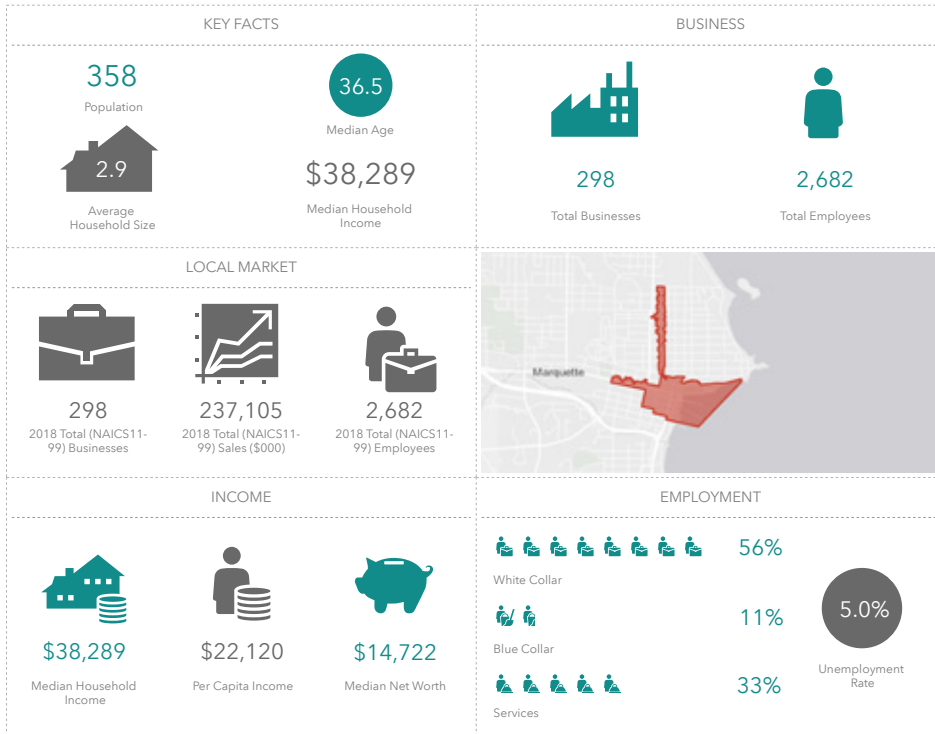 KEY FACTS
358
Population
36.5
Median Age
2.9
Average
Household Size
$38,289
Median Household
Income
BUSINESS
298
Total Businesses
2,682
Total Employees
LOCAL MARKET
298
2018 Total (NAICS11-
99) Businesses
237,105
2018 Total (NAICS11-
99) Sales ($000)
2,682
2018 Total (NAICS11-
99) Employees
Marquette
INCOME
$38,289
Median Household
Income
$22,120
Per Capita Income
$14,722
Median Net Worth
EMPLOYMENT
56%
White Collar
11%
Blue Collar
33%
Services
5.0%
Unemployment
Rate